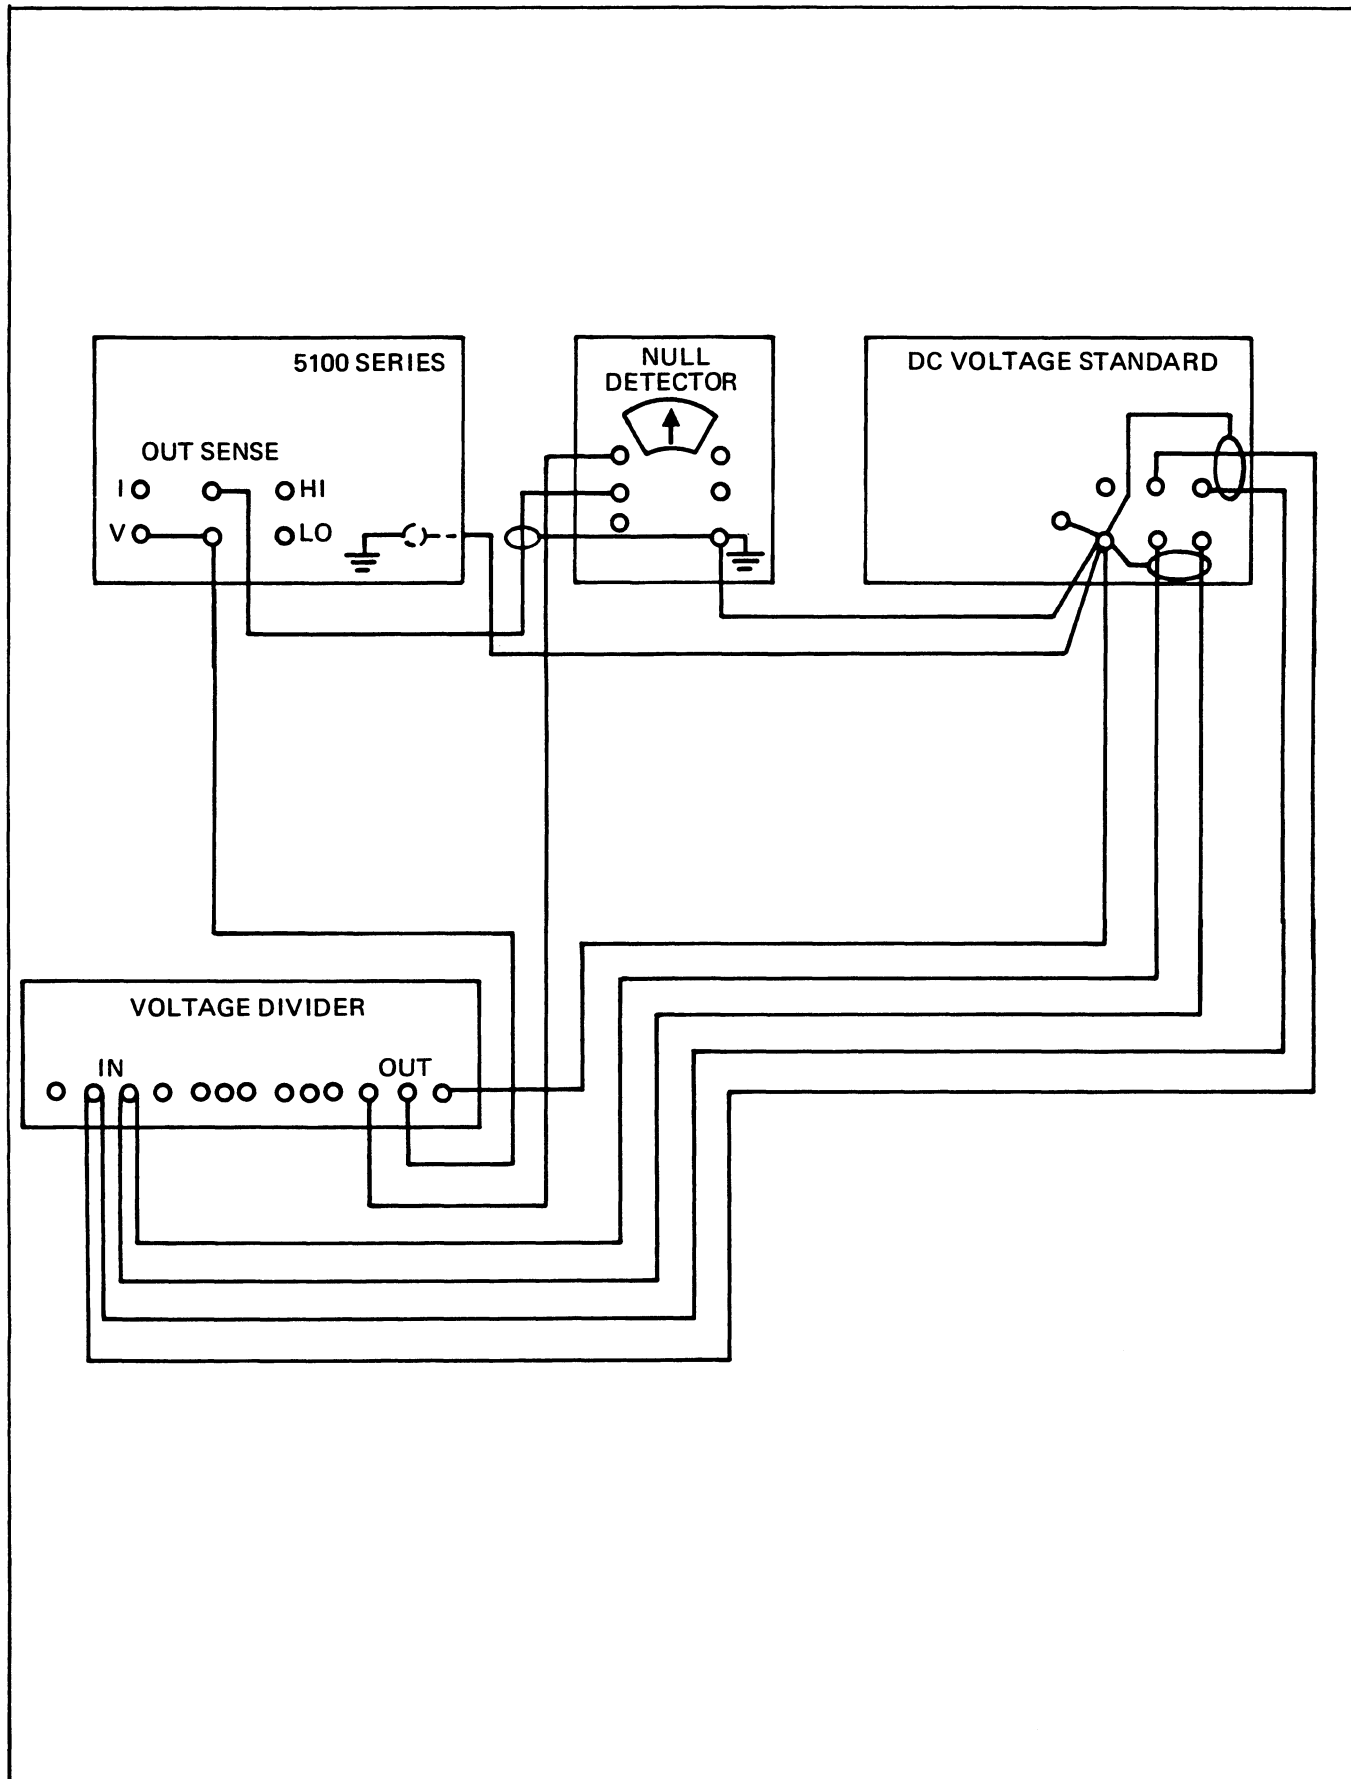 5100 SERIES
OUT SENSE
I
HI
V
LO
NULL
DETECTOR
DC VOLTAGE STANDARD
VOLTAGE DIVIDER
IN
OUT